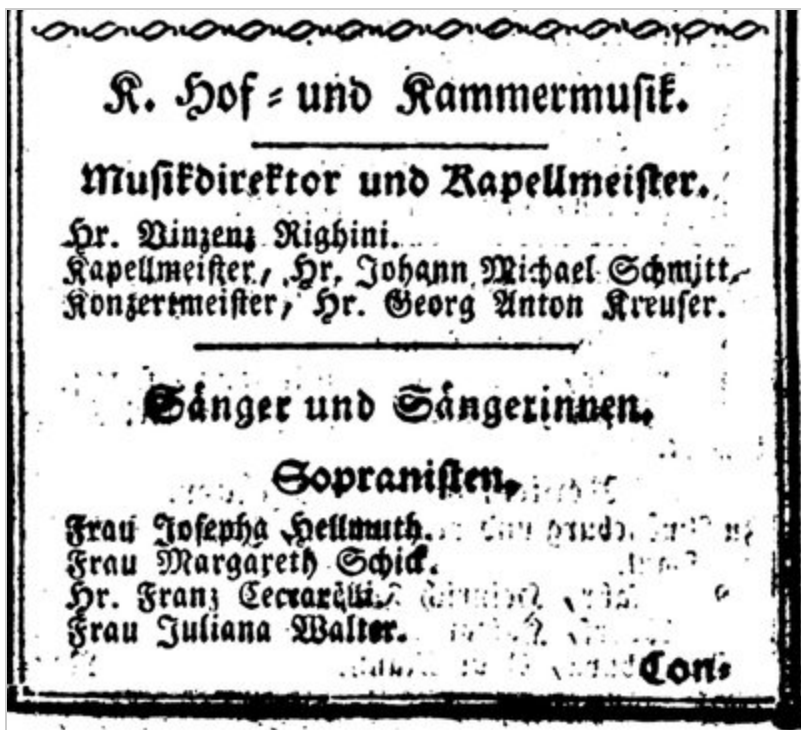 K. Hof- und Kammermusik.
Musikdirektor und Kapellmeister.
Hr. Vinzenz Righini.
Kapellmeister, Hr. Johann Michael Schmitt.
Konzertmeister, Hr. Georg Anton Kreuser.
Sänger und Sängerinnen.
Sopranisten.
Frau Josepha Hellmuth.
Frau Margareth Schick.
Hr. Franz Ceccarelli.
Frau Juliana Walter.
Con-